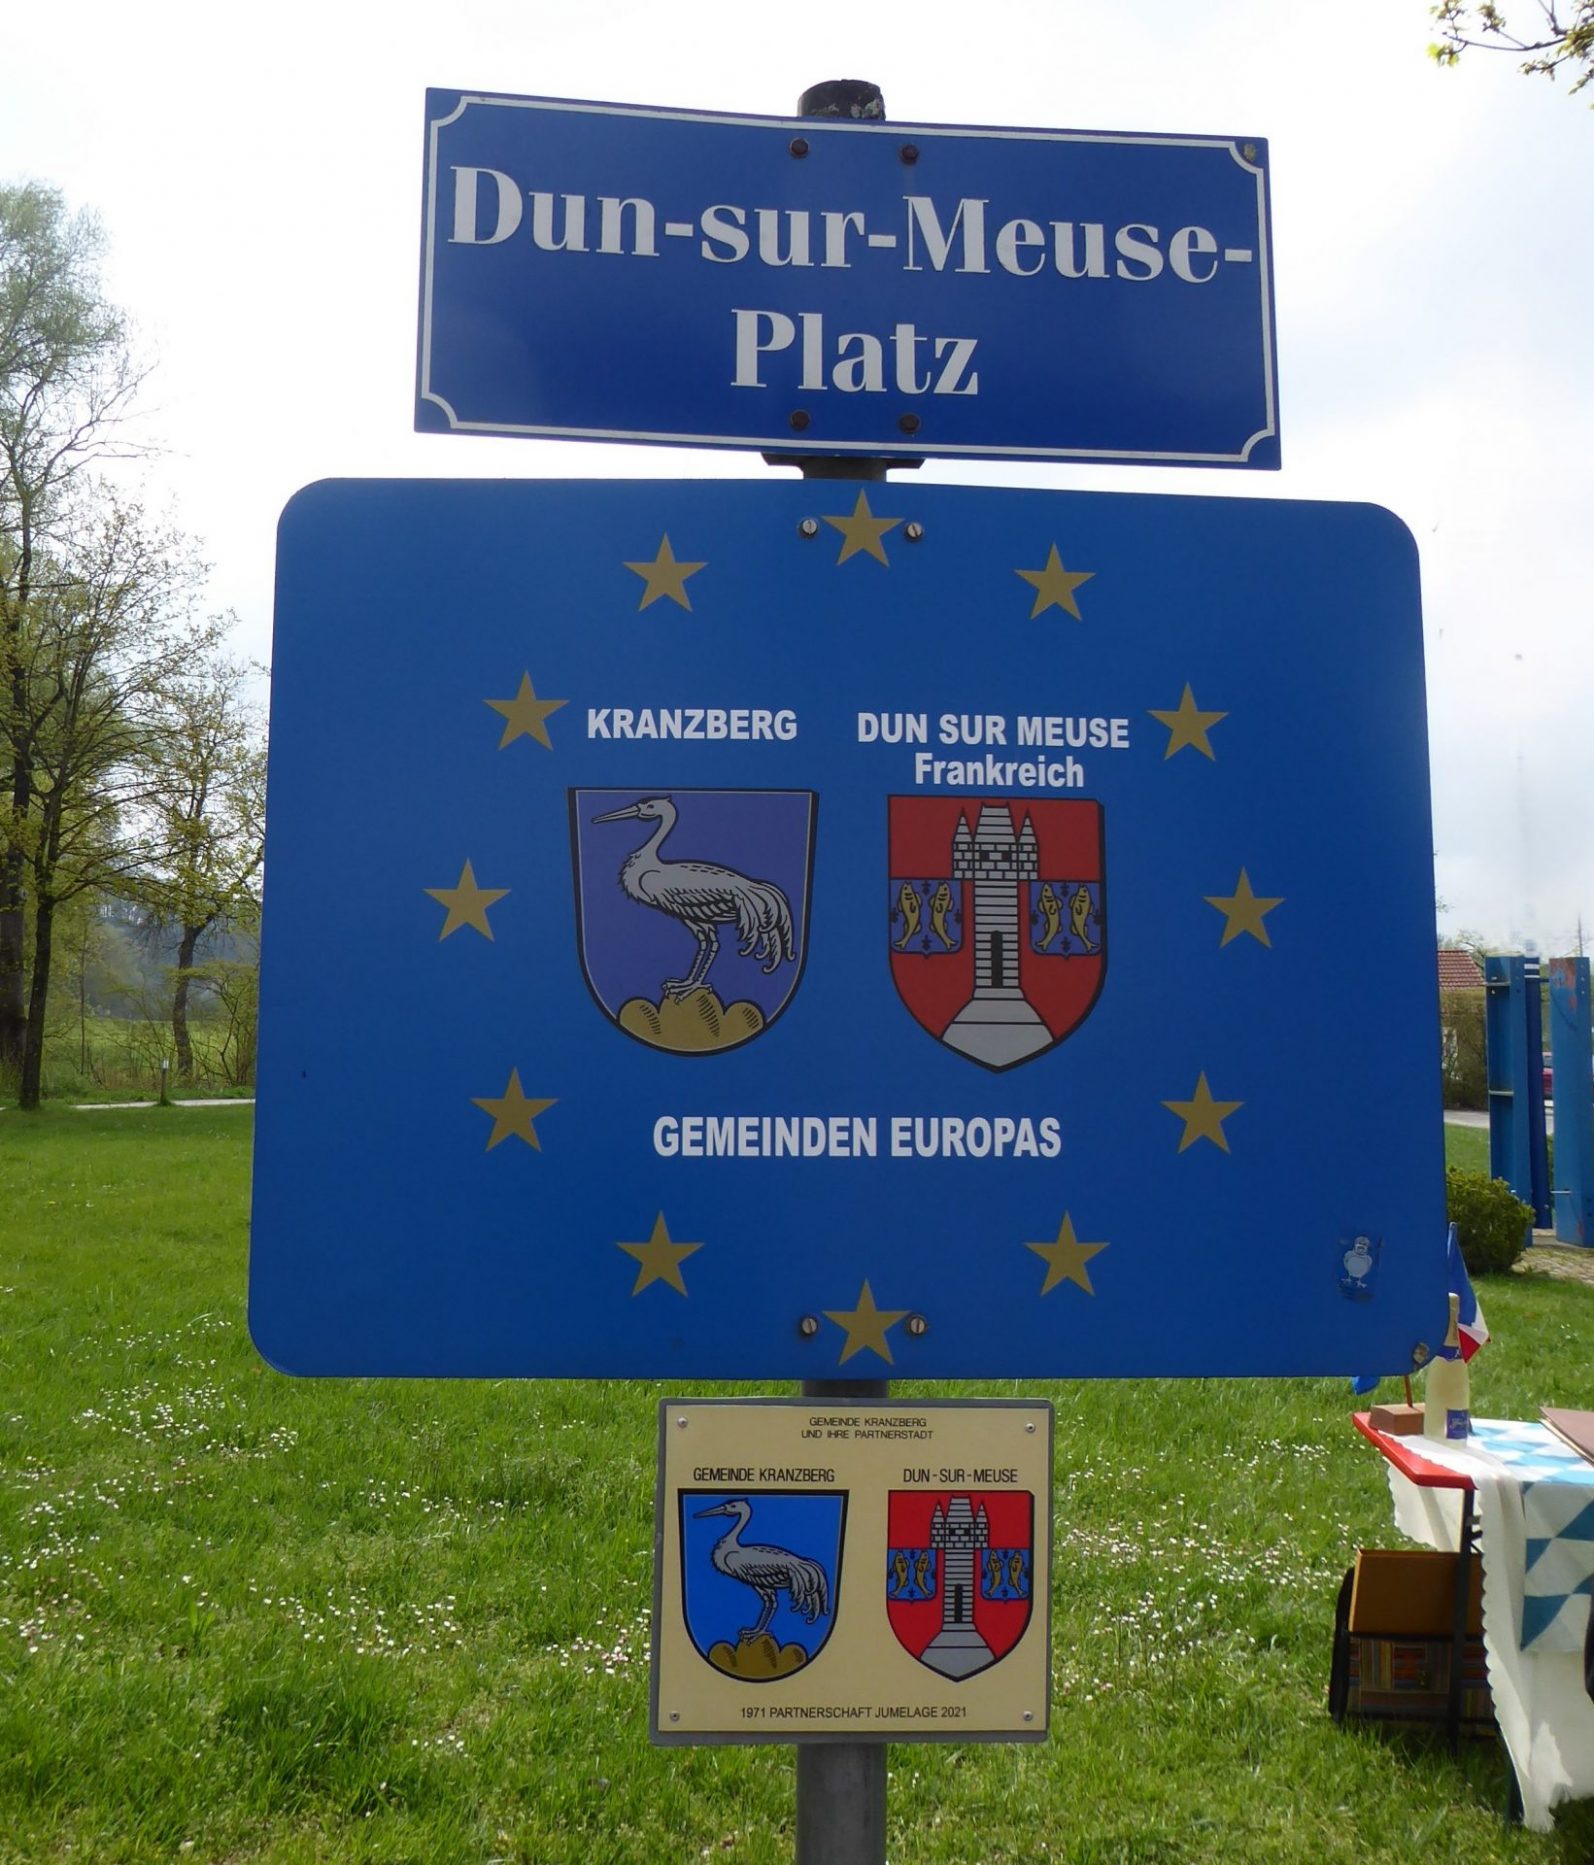 Dun-sur-Meuse-
Platz
KRANZBERG
DUN SUR MEUSE
Frankreich
GEMEINDEN EUROPAS
GEMEINDE KRANZBERG
UND IHRE PARTNERSTADT
GEMEINDE KRANZBERG
DUN-SUR-MEUSE
1971 PARTNERSCHAFT JUMELAGE 2021